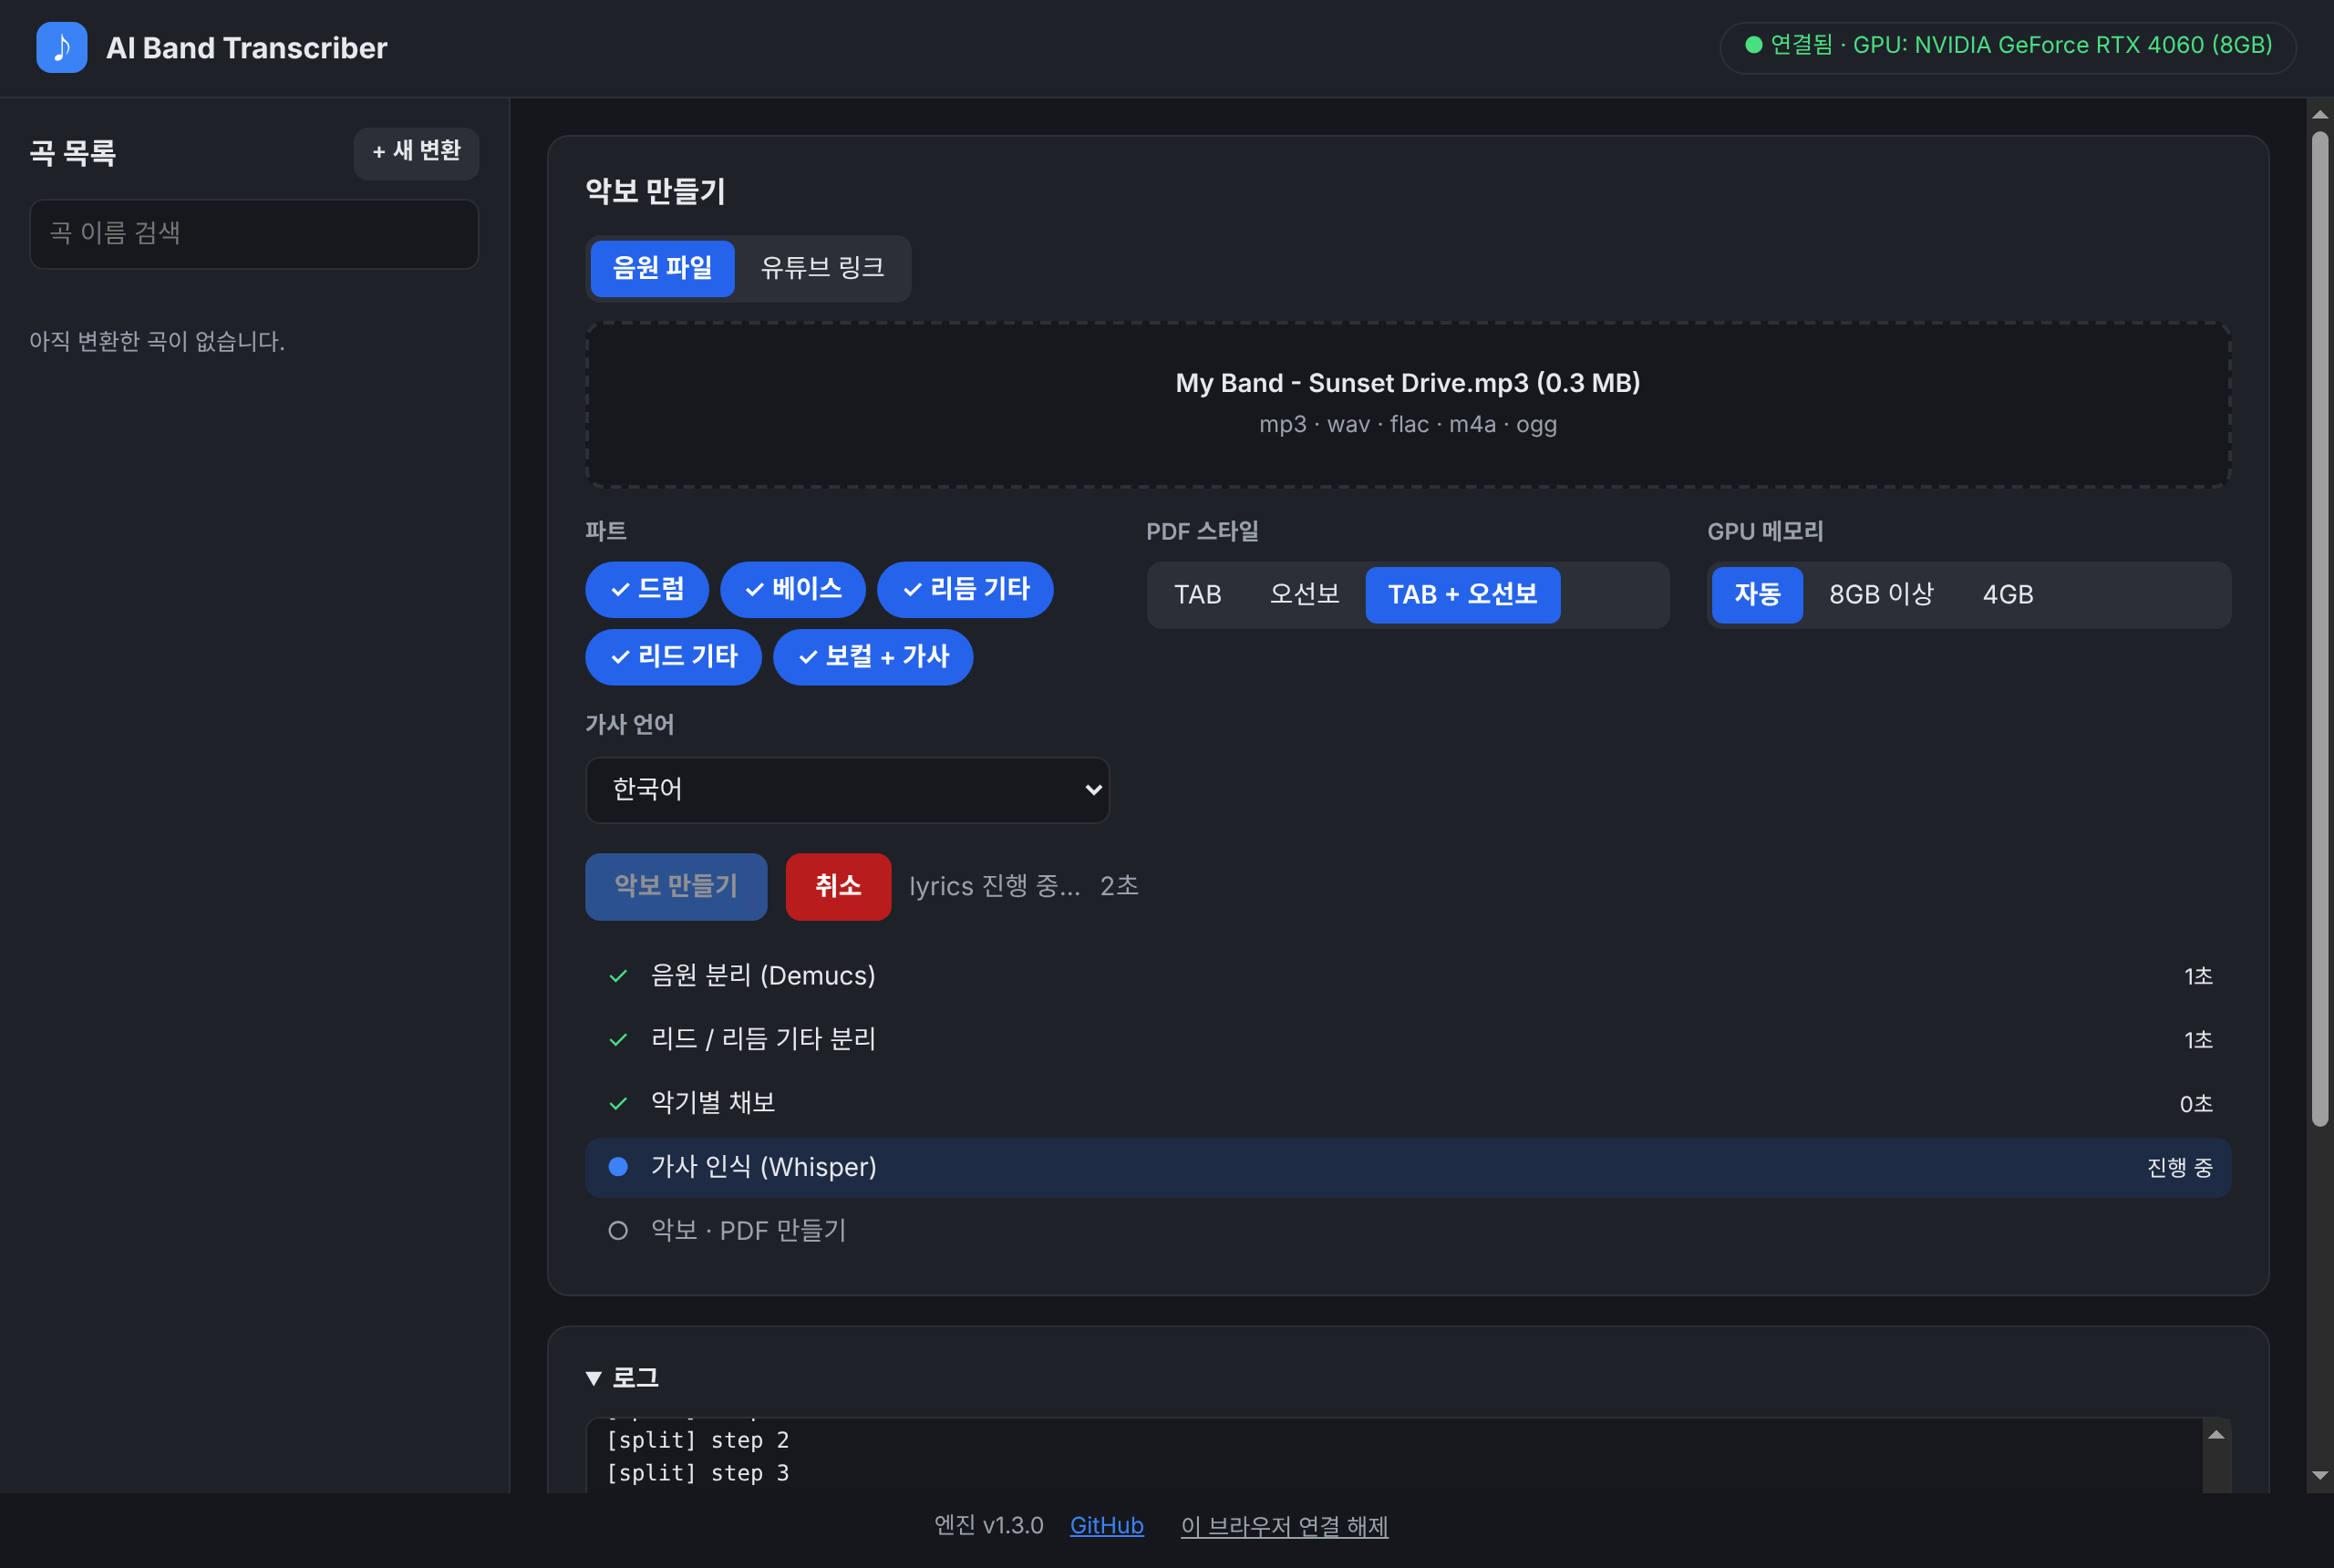 AI Band Transcriber
연결됨 · GPU: NVIDIA GeForce RTX 4060 (8GB)
곡 목록
+ 새 변환
곡 이름 검색
아직 변환한 곡이 없습니다.
악보 만들기
음원 파일
유튜브 링크
My Band - Sunset Drive.mp3 (0.3 MB)
mp3 · wav · flac · m4a · ogg
파트
✓ 드럼
✓ 베이스
✓ 리듬 기타
✓ 리드 기타
✓ 보컬 + 가사
PDF 스타일
TAB
오선보
TAB + 오선보
GPU 메모리
자동
8GB 이상
4GB
가사 언어
한국어
악보 만들기
취소
lyrics 진행 중... 2초
✓ 음원 분리 (Demucs) 1초
✓ 리드 / 리듬 기타 분리 1초
✓ 악기별 채보 0초
가사 인식 (Whisper) 진행 중
악보 · PDF 만들기
▼ 로그
[split] step 2
[split] step 3
엔진 v1.3.0 GitHub 이 브라우저 연결 해제